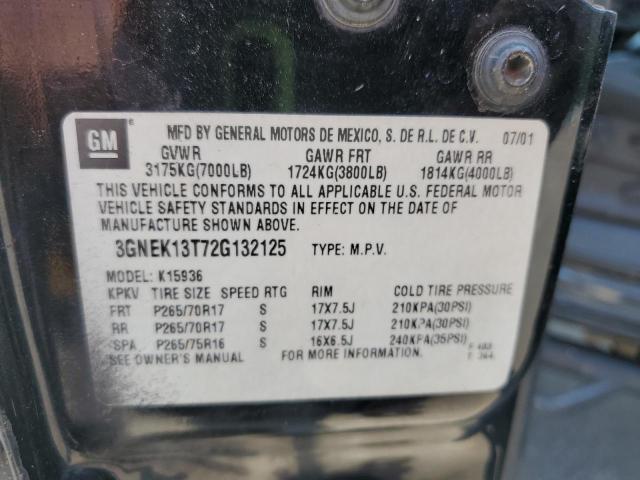 GM
MFD BY GENERAL MOTORS DE MEXICO, S. DE R.L. DE C.V. 07/01
GVWR GAWR FRT GAWR RR
3175KG(7000LB) 1724KG(3800LB) 1814KG(4000LB)
THIS VEHICLE CONFORMS TO ALL APPLICABLE U.S. FEDERAL MOTOR
VEHICLE SAFETY STANDARDS IN EFFECT ON THE DATE OF
MANUFACTURE SHOWN ABOVE.
3GNEK13T72G132125 TYPE: M.P.V.
MODEL: K15936
KPKV TIRE SIZE SPEED RTG RIM COLD TIRE PRESSURE
FRT P265/70R17 S 17X7.5J 210KPA(30PSI)
RR P265/70R17 S 17X7.5J 210KPA(30PSI)
SPA P265/75R16 S 16X6.5J 240KPA(35PSI)
SEE OWNER'S MANUAL FOR MORE INFORMATION.